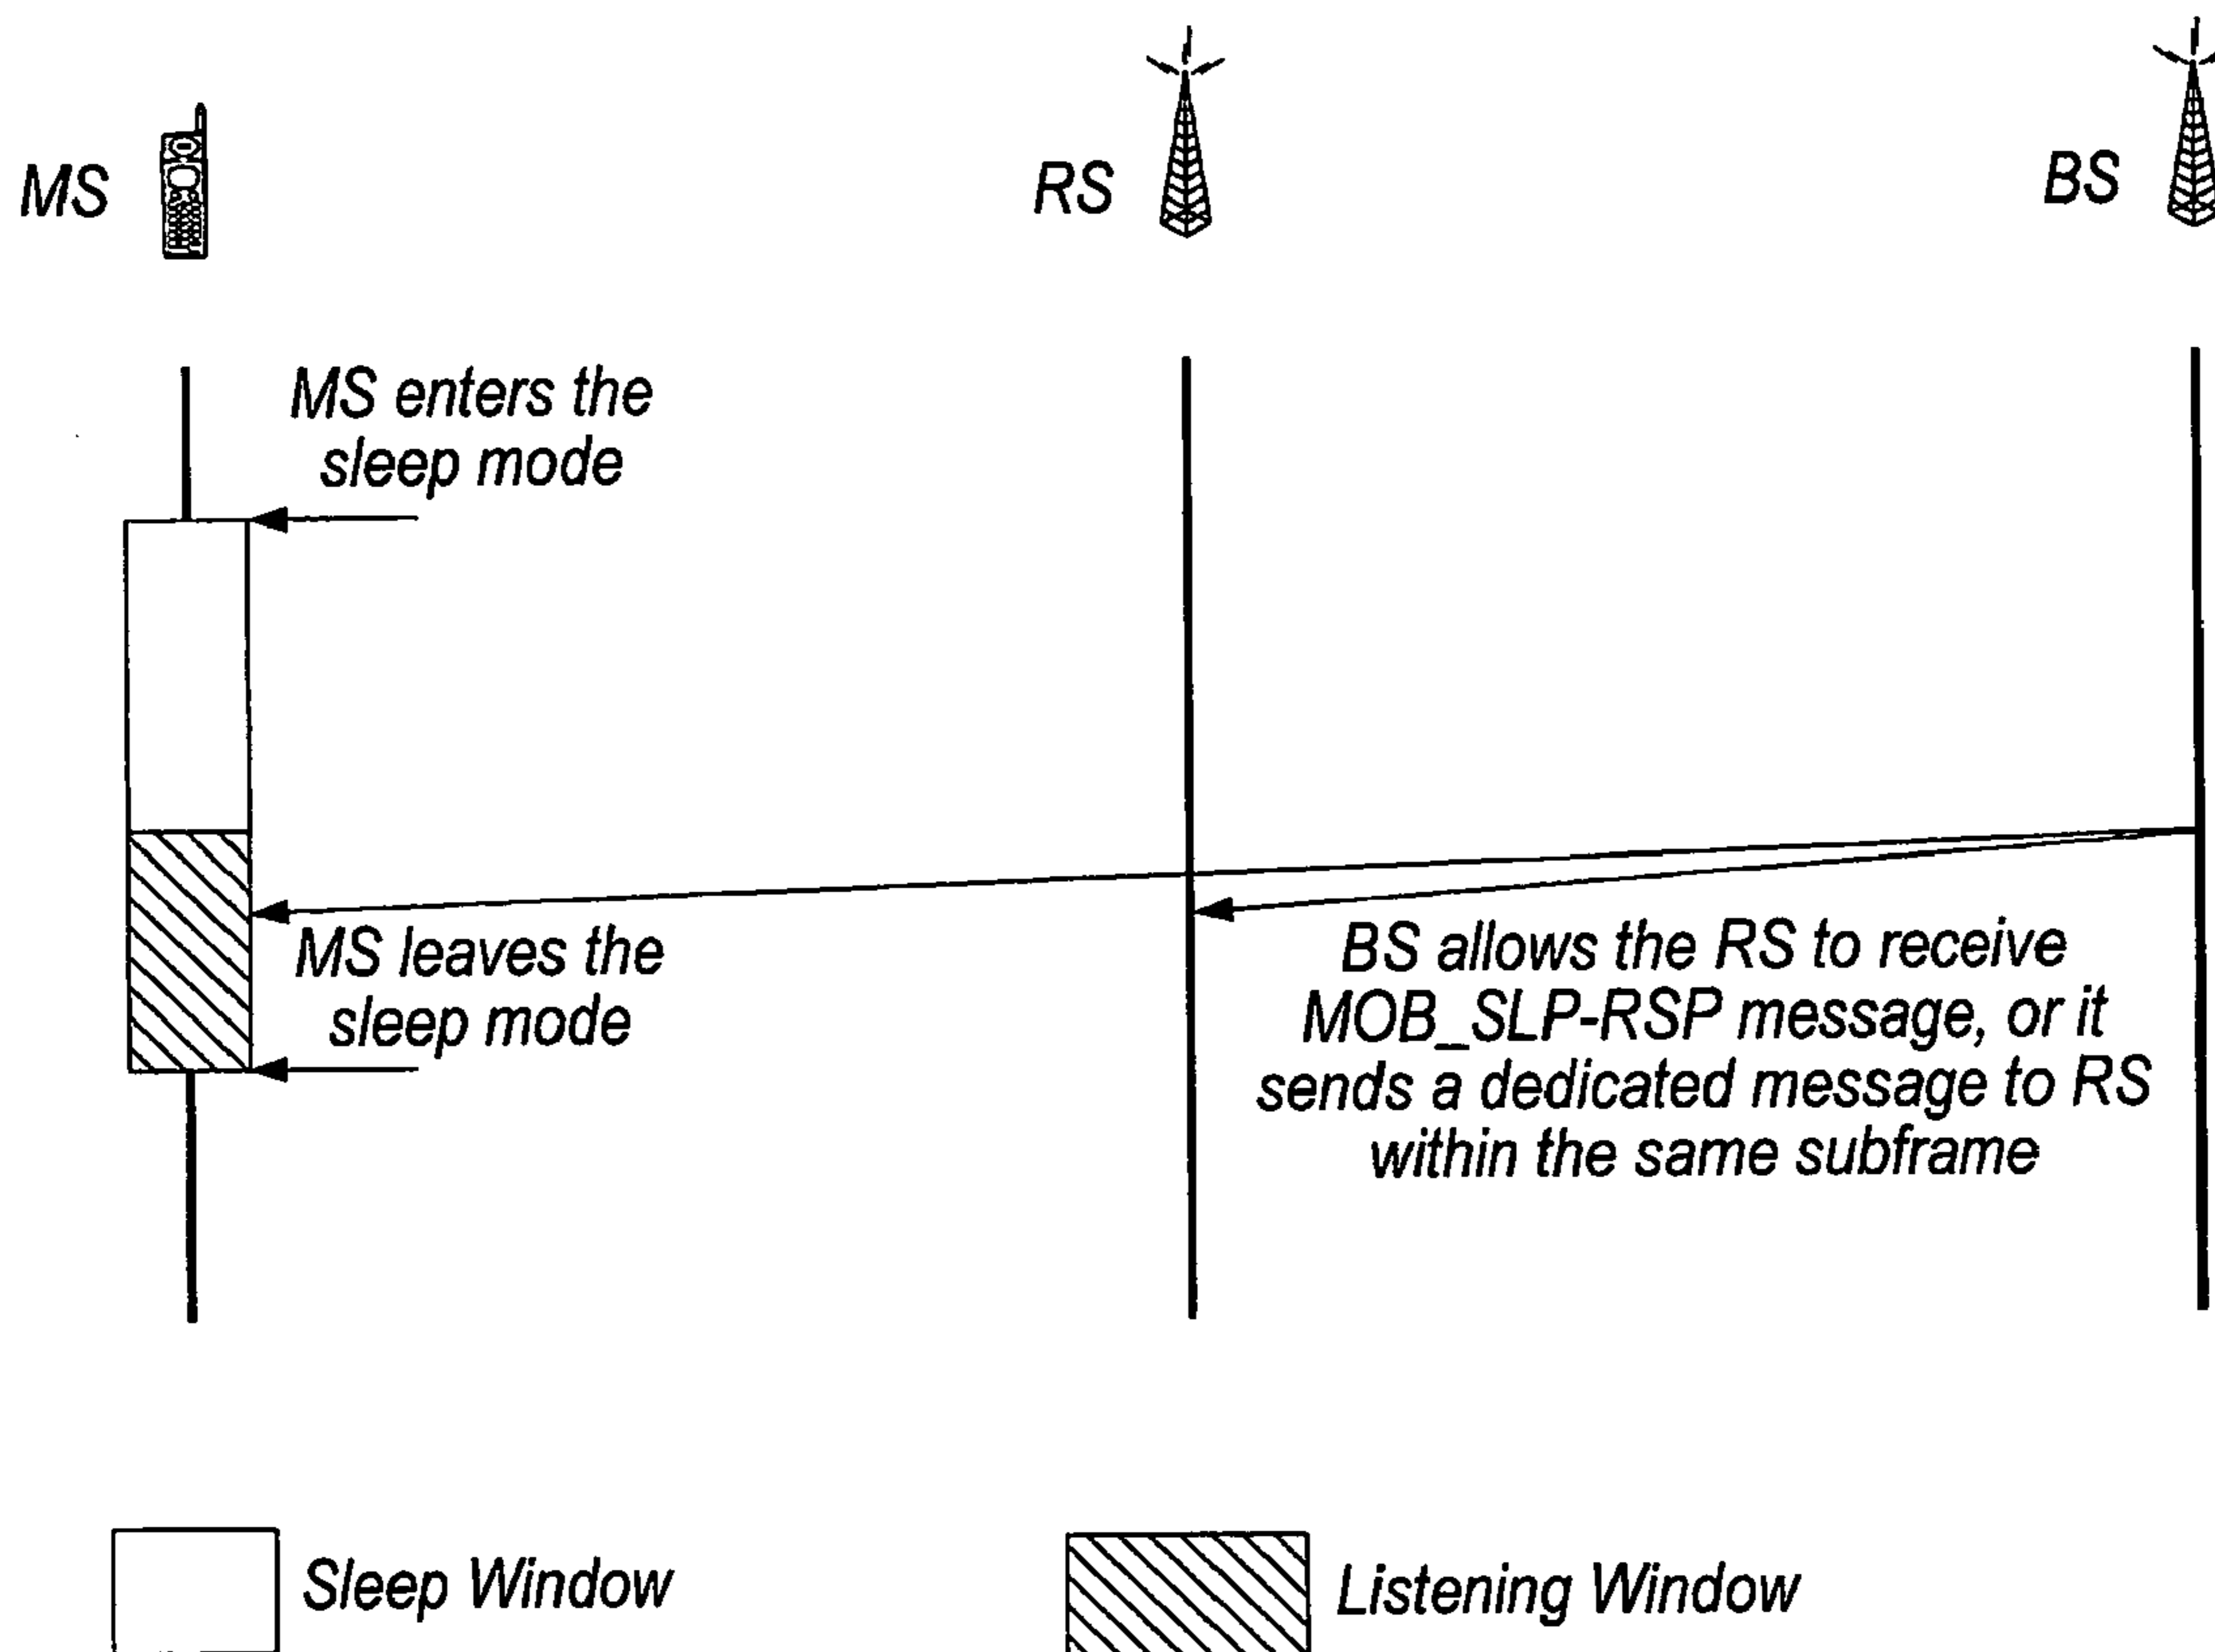 MS
RS
BS
MS enters the
sleep mode
MS leaves the
sleep mode
BS allows the RS to receive
MOB_SLP-RSP message, or it
sends a dedicated message to RS
within the same subframe
Sleep Window
Listening Window